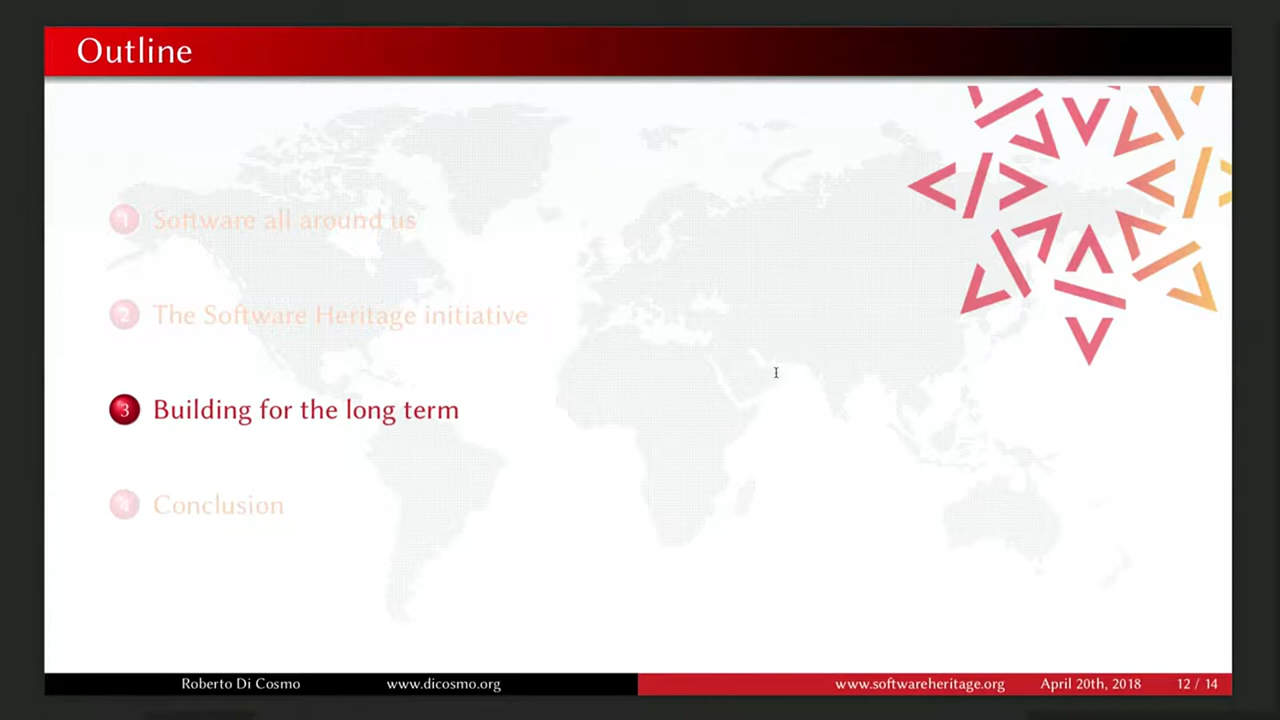 Outline
1 Software all around us
2 The Software Heritage initiative
3 Building for the long term
4 Conclusion
Roberto Di Cosmo www.dicosmo.org www.softwareheritage.org April 20th, 2018 12 / 14